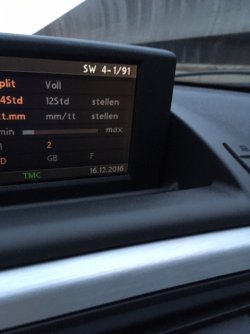 SW 4-1/91
plit Voll
4Std 12Std stellen
t.mm mm/tt stellen
min max
2
D GB F
TMC 16.12.2016